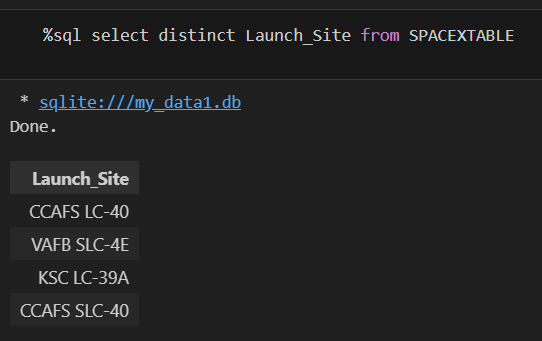 %sql select distinct Launch_Site from SPACEXTABLE
* sqlite:///my_data1.db
Done.
Launch_Site
CCAFS LC-40
VAFB SLC-4E
KSC LC-39A
CCAFS SLC-40